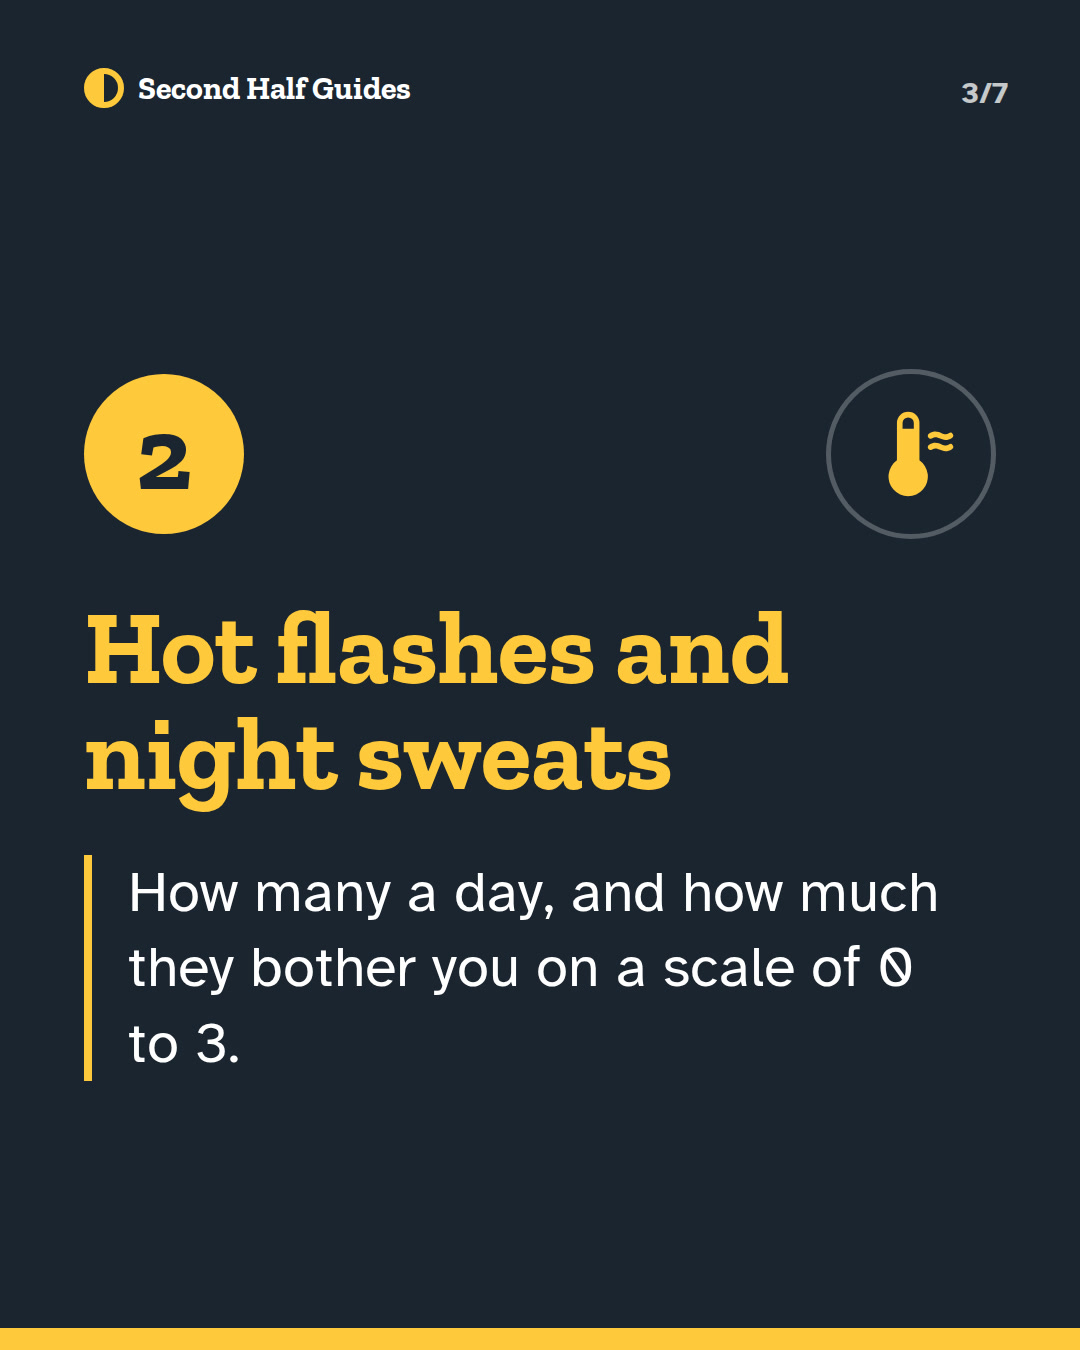 Second Half Guides
3/7
2
Hot flashes and
night sweats
How many a day, and how much
they bother you on a scale of 0
to 3.